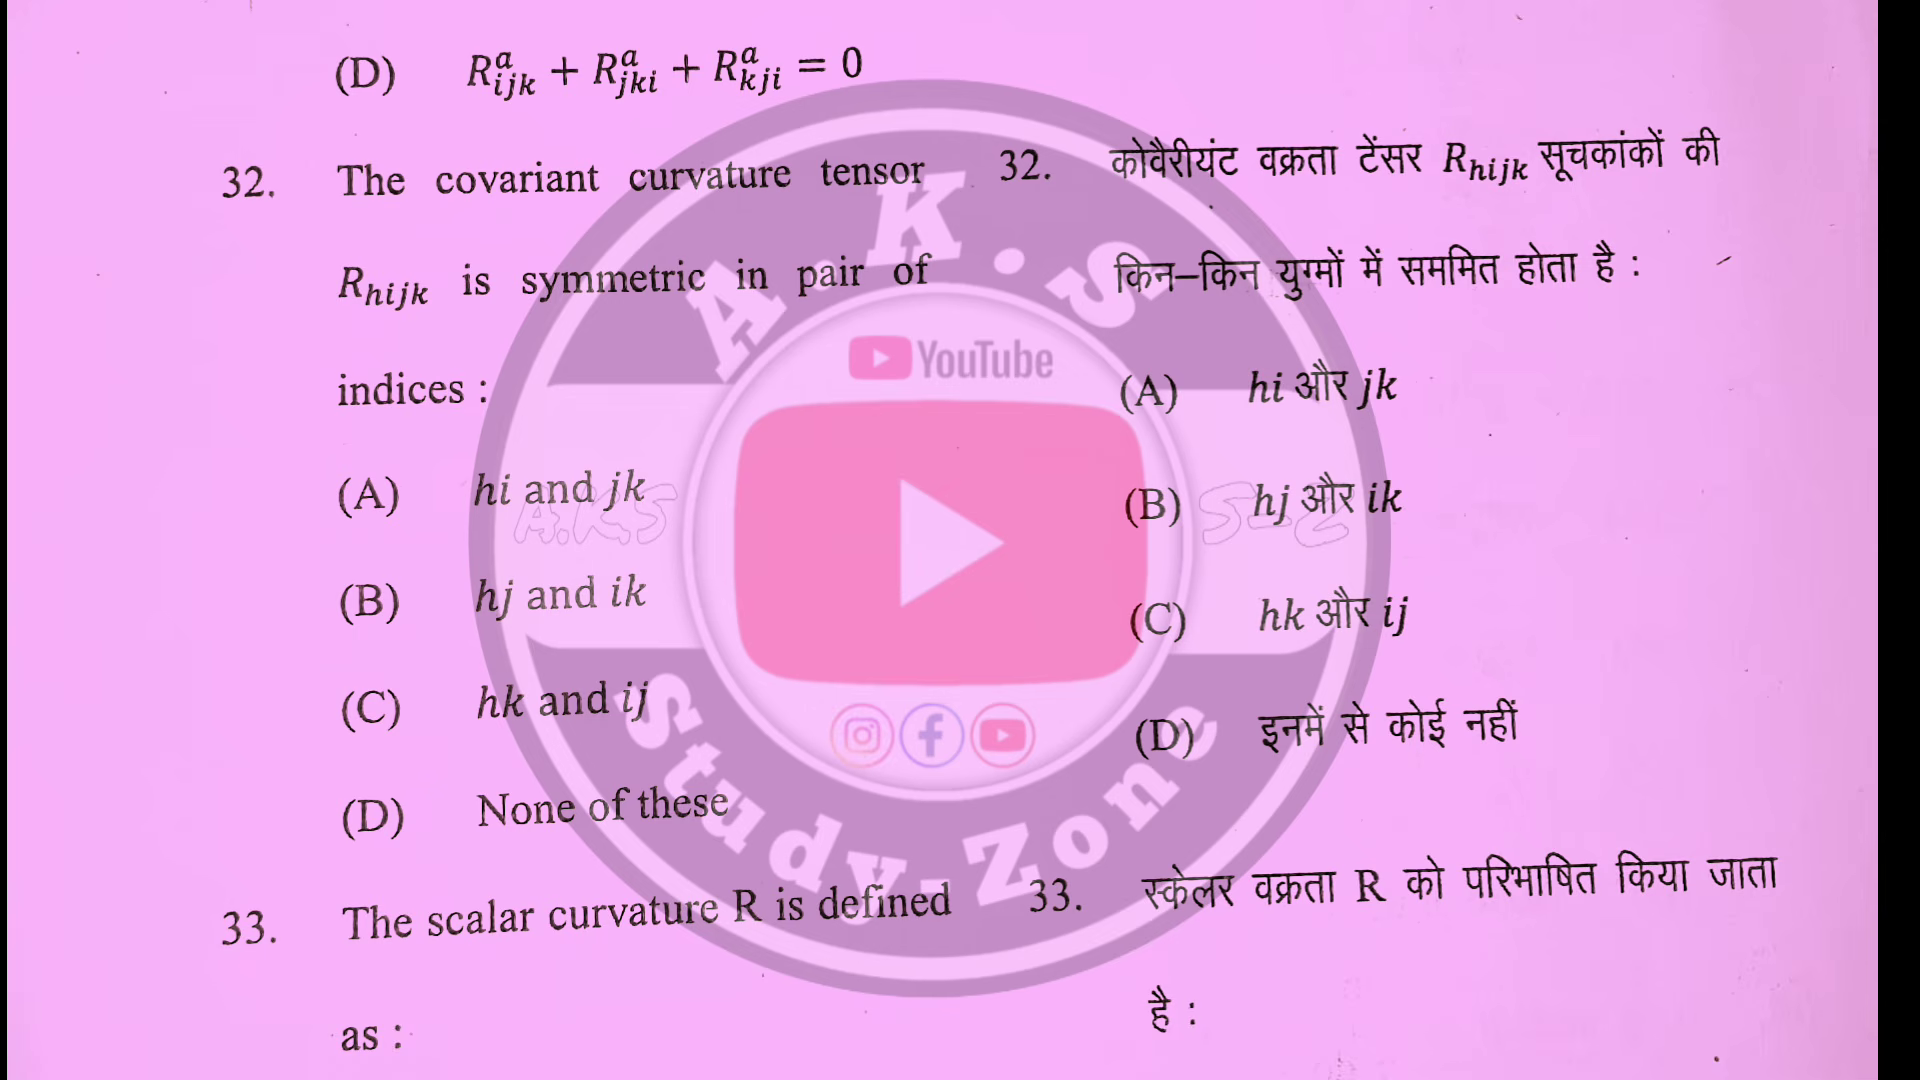 (D) R^a_{ijk} + R^a_{jki} + R^a_{kji} = 0
32. The covariant curvature tensor
R_{hijk} is symmetric in pair of
indices :
(A) hi and jk
(B) hj and ik
(C) hk and ij
(D) None of these
33. The scalar curvature R is defined
as :
32. कोवैरीयंट वक्रता टेंसर R_{hijk} सूचकांकों की
किन–किन युग्मों में सममित होता है :
(A) hi और jk
(B) hj और ik
(C) hk और ij
(D) इनमें से कोई नहीं
33. स्केलर वक्रता R को परिभाषित किया जाता
है :
A.K.S
YouTube
A.K.S
S-Z
Study-Zone